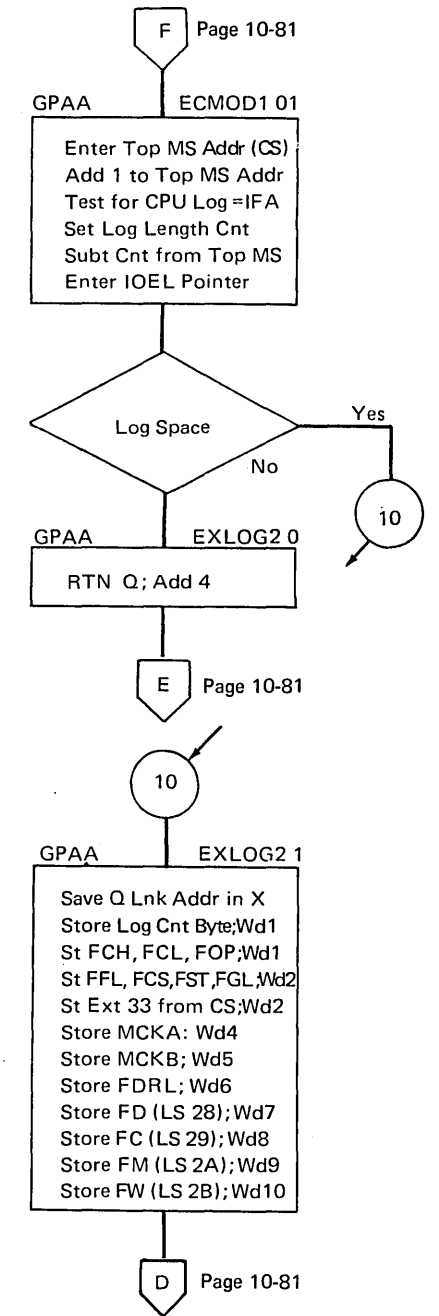 F Page 10-81
GPAA ECMOD1 01
Enter Top MS Addr (CS)
Add 1 to Top MS Addr
Test for CPU Log =IFA
Set Log Length Cnt
Subt Cnt from Top MS
Enter IOEL Pointer
Log Space
Yes
No
10
GPAA EXLOG2 0
RTN Q; Add 4
E Page 10-81
10
GPAA EXLOG2 1
Save Q Lnk Addr in X
Store Log Cnt Byte;Wd1
St FCH, FCL, FOP;Wd1
St FFL, FCS,FST,FGL;Wd2
St Ext 33 from CS;Wd2
Store MCKA: Wd4
Store MCKB; Wd5
Store FDRL; Wd6
Store FD (LS 28); Wd7
Store FC (LS 29); Wd8
Store FM (LS 2A); Wd9
Store FW (LS 2B); Wd10
D Page 10-81